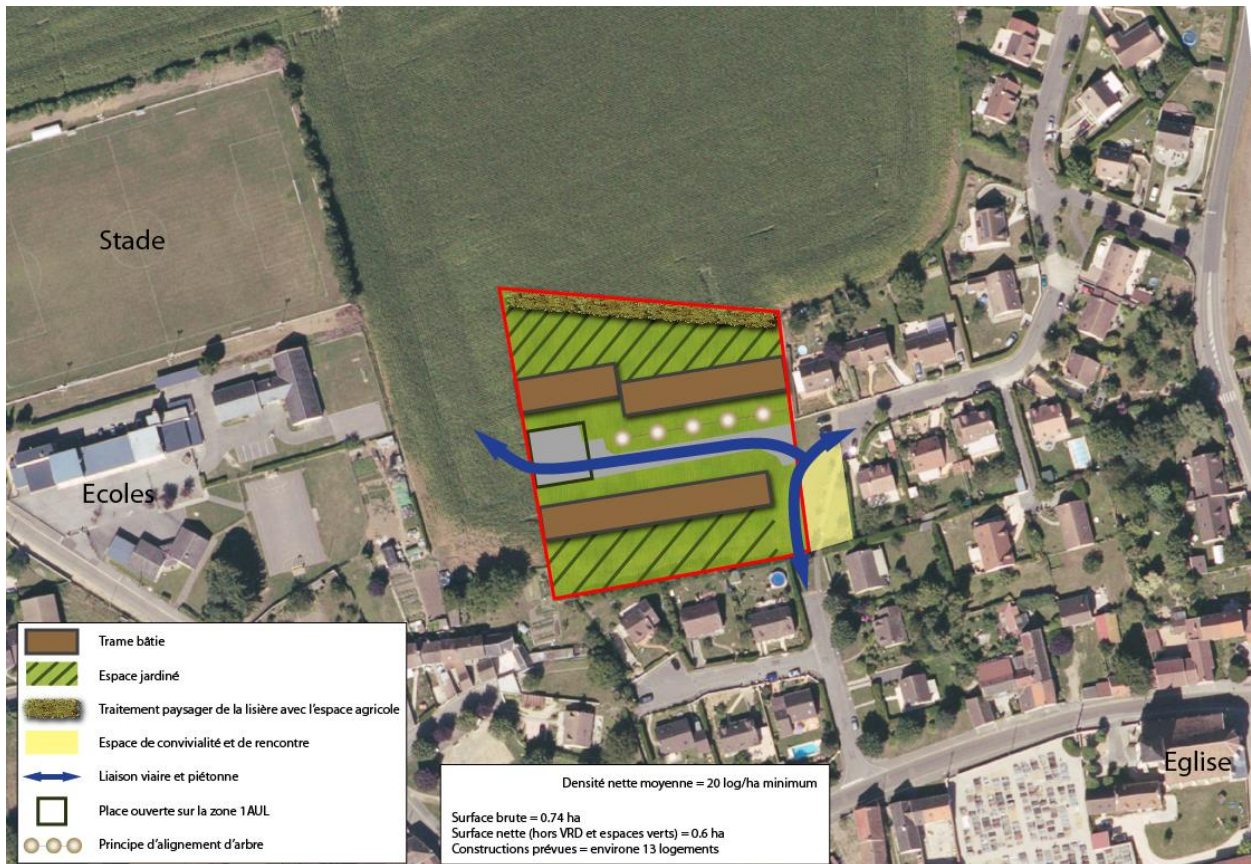 Stade
Ecoles
Eglise
Trame bâtie
Espace jardiné
Traitement paysager de la lisière avec l'espace agricole
Espace de convivialité et de rencontre
Liaison viaire et piétonne
Place ouverte sur la zone 1AUL
Principe d'alignement d'arbre
Densité nette moyenne = 20 log/ha minimum
Surface brute = 0.74 ha
Surface nette (hors VRD et espaces verts) = 0.6 ha
Constructions prévues = environ 13 logements